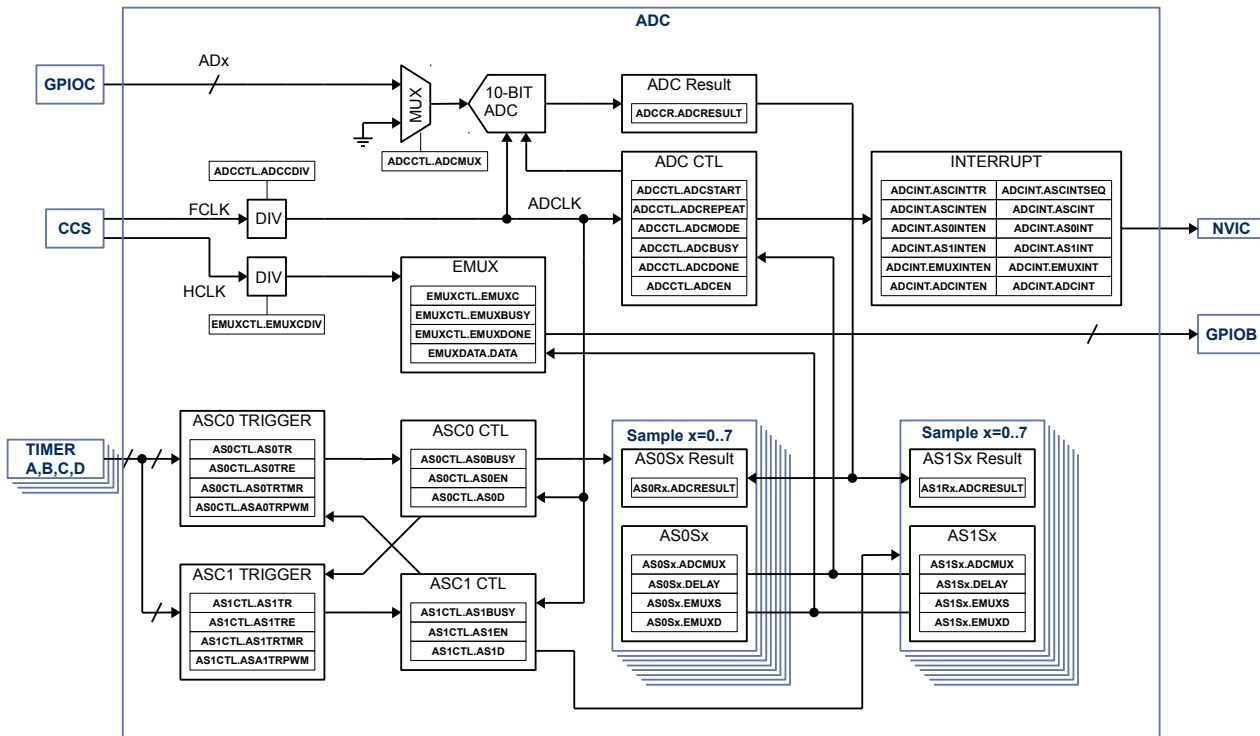 ADC
GPIOC
ADx
MUX
10-BIT
ADC
ADC Result
ADCCR.ADCRESULT
ADCCTL.ADCMUX
ADCCTL.ADCCDIV
CCS
FCLK
DIV
ADCLK
HCLK
DIV
EMUXCTL.EMUXCDIV
ADC CTL
ADCCTL.ADCSTART
ADCCTL.ADCREPEAT
ADCCTL.ADCMODE
ADCCTL.ADCBUSY
ADCCTL.ADCDONE
ADCCTL.ADCEN
INTERRUPT
ADCINT.ASCINTTR ADCINT.ASCINTSEQ
ADCINT.ASCINTEN ADCINT.ASCINT
ADCINT.AS0INTEN ADCINT.AS0INT
ADCINT.AS1INTEN ADCINT.AS1INT
ADCINT.EMUXINTEN ADCINT.EMUXINT
ADCINT.ADCINTEN ADCINT.ADCINT
NVIC
EMUX
EMUXCTL.EMUXC
EMUXCTL.EMUXBUSY
EMUXCTL.EMUXDONE
EMUXDATA.DATA
GPIOB
TIMER
A,B,C,D
ASC0 TRIGGER
AS0CTL.AS0TR
AS0CTL.AS0TRE
AS0CTL.AS0TRTMR
AS0CTL.ASA0TRPWM
ASC0 CTL
AS0CTL.AS0BUSY
AS0CTL.AS0EN
AS0CTL.AS0D
ASC1 TRIGGER
AS1CTL.AS1TR
AS1CTL.AS1TRE
AS1CTL.AS1TRTMR
AS1CTL.ASA1TRPWM
ASC1 CTL
AS1CTL.AS1BUSY
AS1CTL.AS1EN
AS1CTL.AS1D
Sample x=0..7
AS0Sx Result
AS0Rx.ADCRESULT
AS0Sx
AS0Sx.ADCMUX
AS0Sx.DELAY
AS0Sx.EMUXS
AS0Sx.EMUXD
Sample x=0..7
AS1Sx Result
AS1Rx.ADCRESULT
AS1Sx
AS1Sx.ADCMUX
AS1Sx.DELAY
AS1Sx.EMUXS
AS1Sx.EMUXD